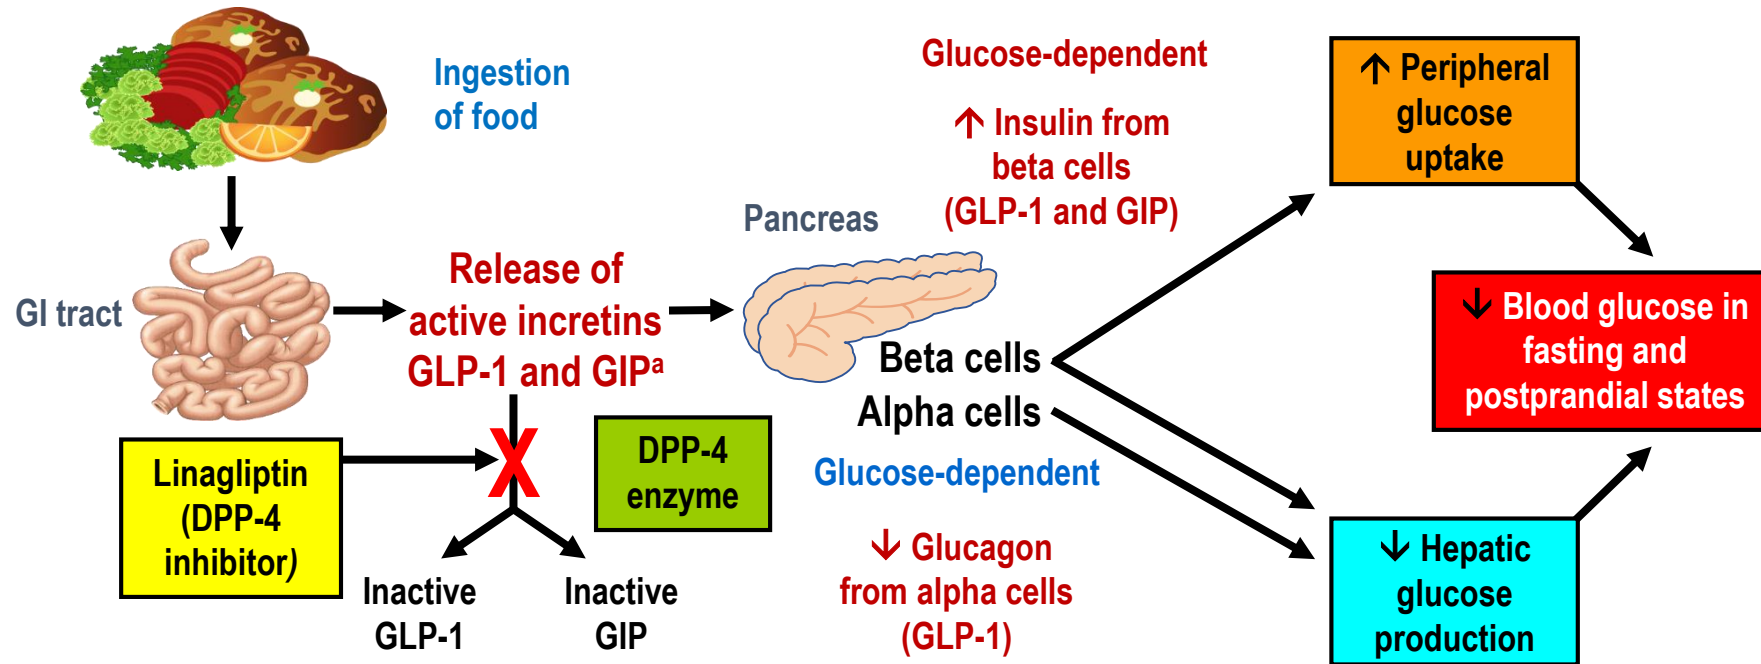 Ingestion
of food
GI tract
Release of
active incretins
GLP-1 and GIPᵃ
Linagliptin
(DPP-4
inhibitor)
DPP-4
enzyme
Inactive
GLP-1
Inactive
GIP
Pancreas
Glucose-dependent
↑ Insulin from
beta cells
(GLP-1 and GIP)
Beta cells
Alpha cells
Glucose-dependent
↓ Glucagon
from alpha cells
(GLP-1)
↑ Peripheral
glucose
uptake
↓ Blood glucose in
fasting and
postprandial states
↓ Hepatic
glucose
production